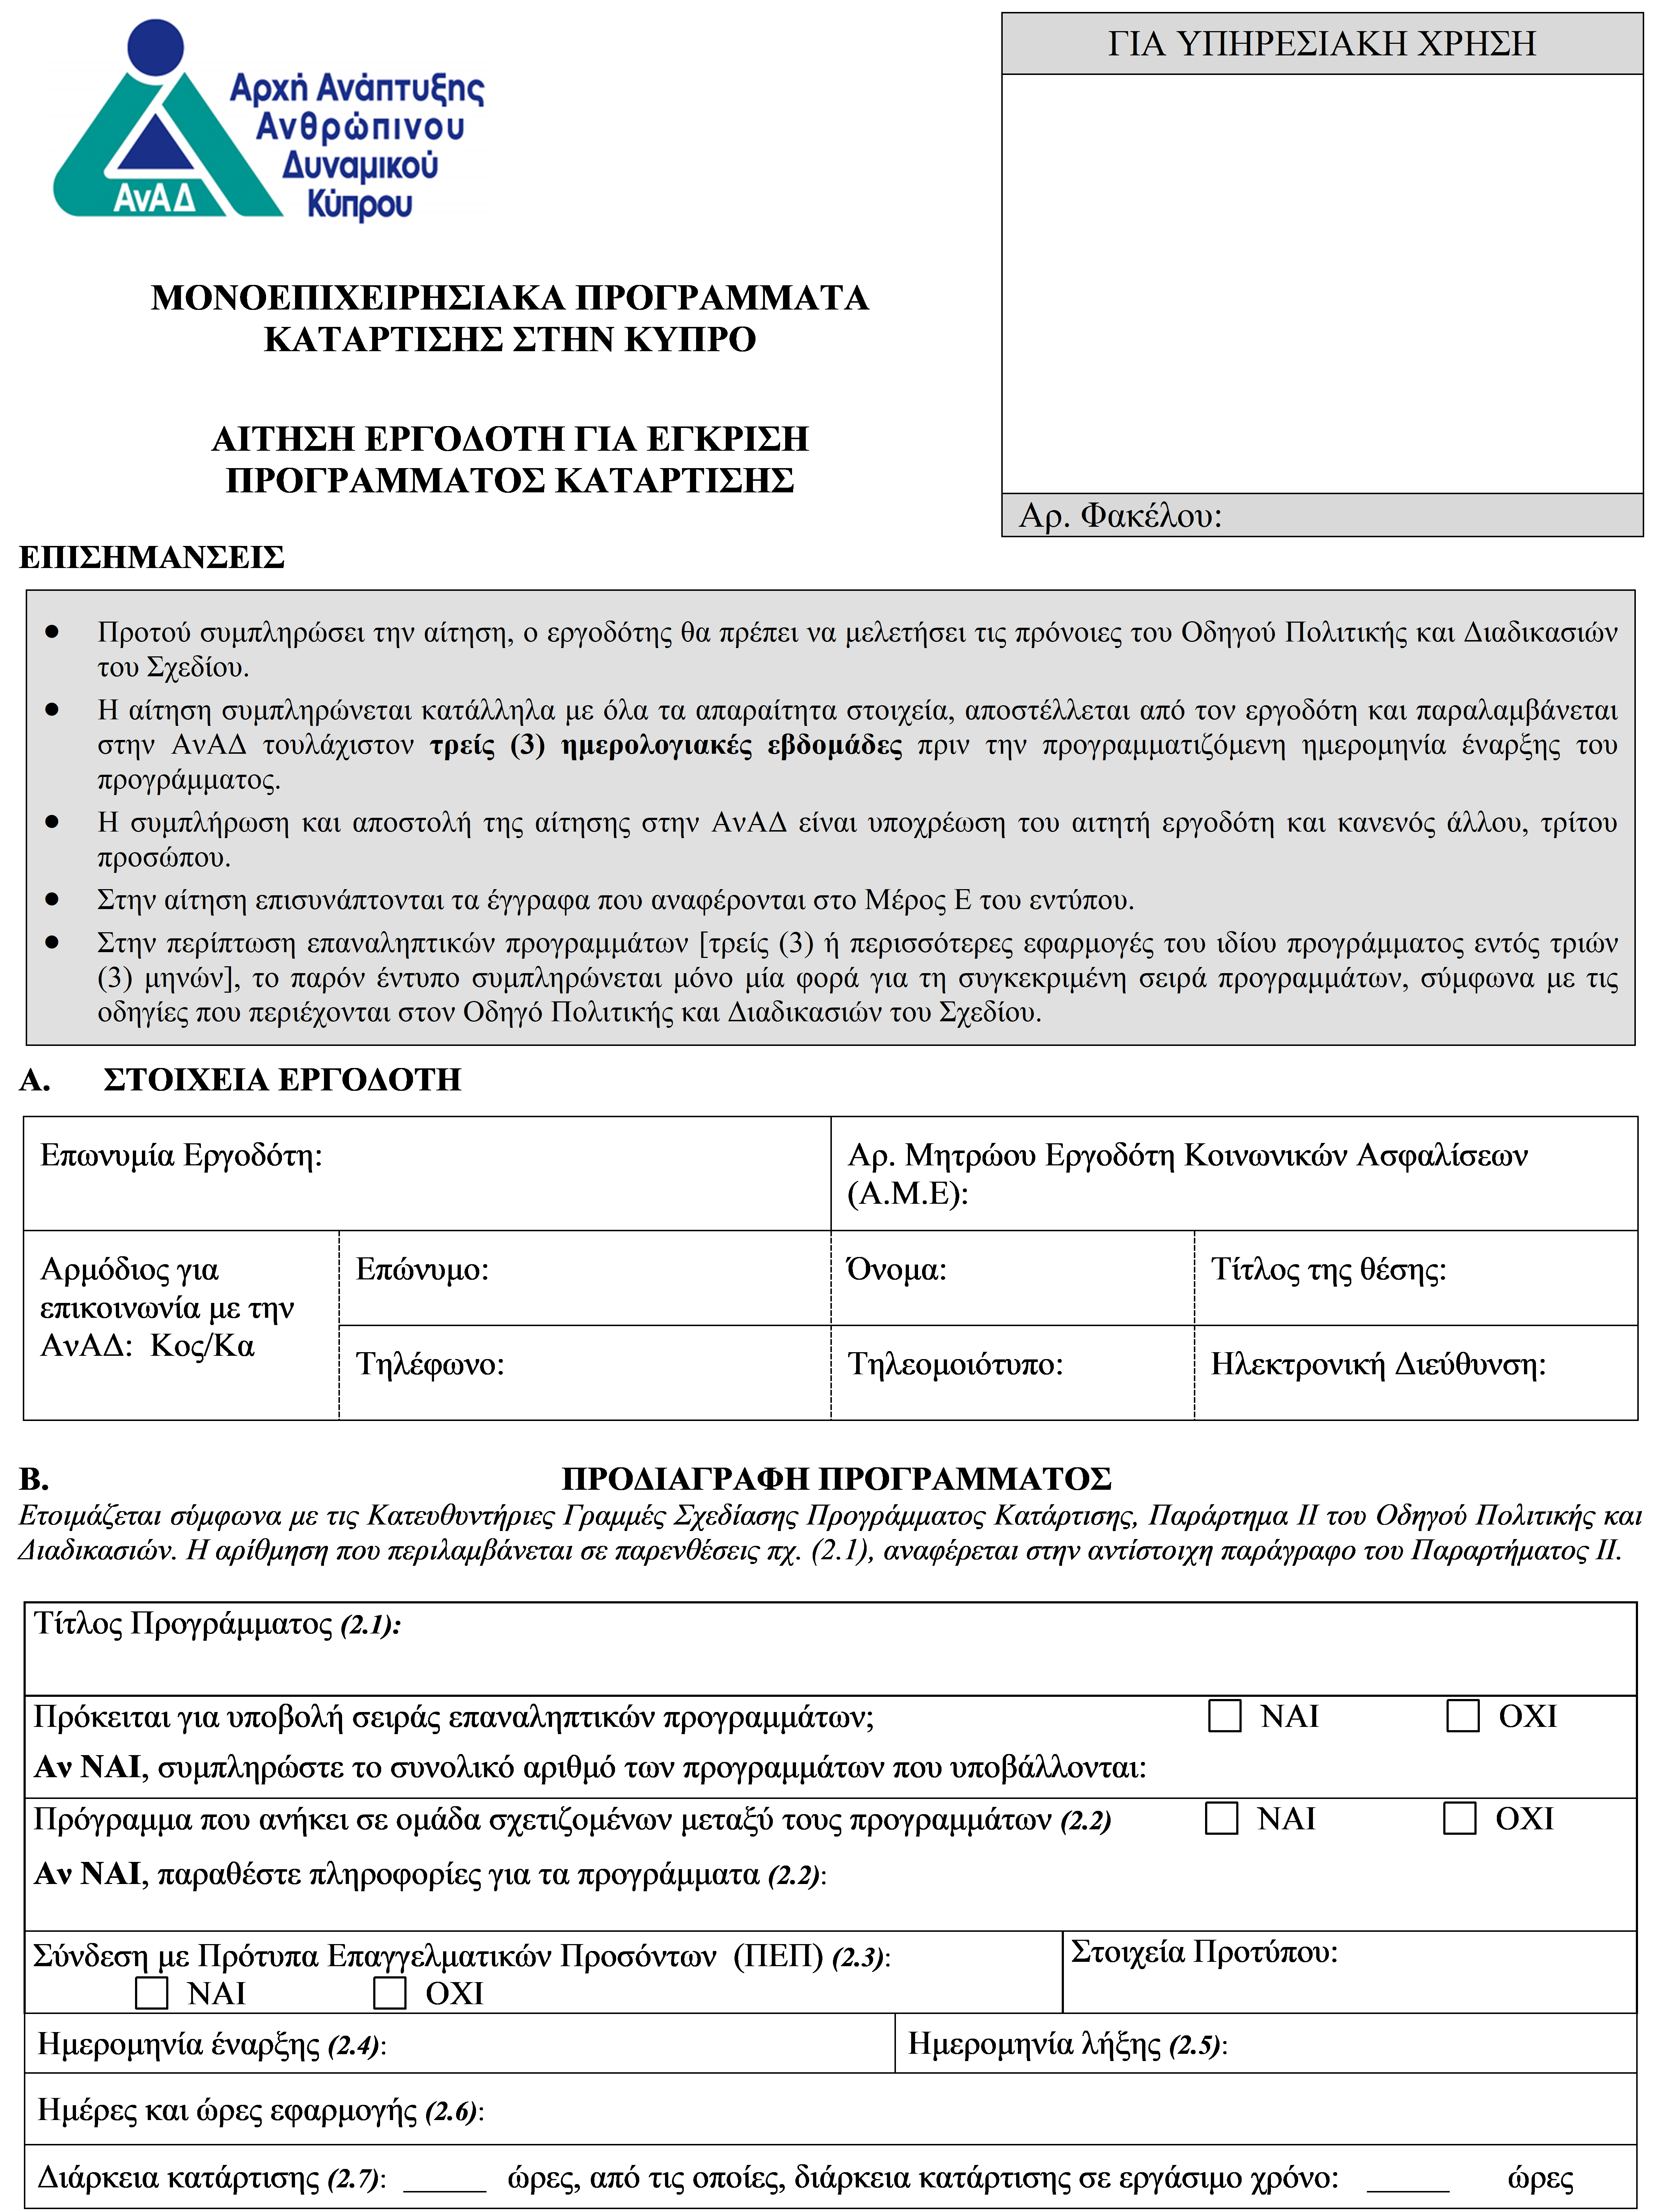 Αρχή Ανάπτυξης
Ανθρώπινου
Δυναμικού
Κύπρου
ΑνΑΔ
ΓΙΑ ΥΠΗΡΕΣΙΑΚΗ ΧΡΗΣΗ
ΜΟΝΟΕΠΙΧΕΙΡΗΣΙΑΚΑ ΠΡΟΓΡΑΜΜΑΤΑ
ΚΑΤΑΡΤΙΣΗΣ ΣΤΗΝ ΚΥΠΡΟ
ΑΙΤΗΣΗ ΕΡΓΟΔΟΤΗ ΓΙΑ ΕΓΚΡΙΣΗ
ΠΡΟΓΡΑΜΜΑΤΟΣ ΚΑΤΑΡΤΙΣΗΣ
Αρ. Φακέλου:
ΕΠΙΣΗΜΑΝΣΕΙΣ
● Προτού συμπληρώσει την αίτηση, ο εργοδότης θα πρέπει να μελετήσει τις πρόνοιες του Οδηγού Πολιτικής και Διαδικασιών
του Σχεδίου.
● Η αίτηση συμπληρώνεται κατάλληλα με όλα τα απαραίτητα στοιχεία, αποστέλλεται από τον εργοδότη και παραλαμβάνεται
στην ΑνΑΔ τουλάχιστον τρείς (3) ημερολογιακές εβδομάδες πριν την προγραμματιζόμενη ημερομηνία έναρξης του
προγράμματος.
● Η συμπλήρωση και αποστολή της αίτησης στην ΑνΑΔ είναι υποχρέωση του αιτητή εργοδότη και κανενός άλλου, τρίτου
προσώπου.
● Στην αίτηση επισυνάπτονται τα έγγραφα που αναφέρονται στο Μέρος Ε του εντύπου.
● Στην περίπτωση επαναληπτικών προγραμμάτων [τρείς (3) ή περισσότερες εφαρμογές του ιδίου προγράμματος εντός τριών
(3) μηνών], το παρόν έντυπο συμπληρώνεται μόνο μία φορά για τη συγκεκριμένη σειρά προγραμμάτων, σύμφωνα με τις
οδηγίες που περιέχονται στον Οδηγό Πολιτικής και Διαδικασιών του Σχεδίου.
Α. ΣΤΟΙΧΕΙΑ ΕΡΓΟΔΟΤΗ
Επωνυμία Εργοδότη:
Αρ. Μητρώου Εργοδότη Κοινωνικών Ασφαλίσεων
(Α.Μ.Ε):
Αρμόδιος για
επικοινωνία με την
ΑνΑΔ: Κος/Κα
Επώνυμο:
Όνομα:
Τίτλος της θέσης:
Τηλέφωνο:
Τηλεομοιότυπο:
Ηλεκτρονική Διεύθυνση:
Β. ΠΡΟΔΙΑΓΡΑΦΗ ΠΡΟΓΡΑΜΜΑΤΟΣ
Ετοιμάζεται σύμφωνα με τις Κατευθυντήριες Γραμμές Σχεδίασης Προγράμματος Κατάρτισης, Παράρτημα ΙΙ του Οδηγού Πολιτικής και
Διαδικασιών. Η αρίθμηση που περιλαμβάνεται σε παρενθέσεις πχ. (2.1), αναφέρεται στην αντίστοιχη παράγραφο του Παραρτήματος ΙΙ.
Τίτλος Προγράμματος (2.1):
Πρόκειται για υποβολή σειράς επαναληπτικών προγραμμάτων; ΝΑΙ ΟΧΙ
Αν ΝΑΙ, συμπληρώστε το συνολικό αριθμό των προγραμμάτων που υποβάλλονται:
Πρόγραμμα που ανήκει σε ομάδα σχετιζομένων μεταξύ τους προγραμμάτων (2.2) ΝΑΙ ΟΧΙ
Αν ΝΑΙ, παραθέστε πληροφορίες για τα προγράμματα (2.2):
Σύνδεση με Πρότυπα Επαγγελματικών Προσόντων (ΠΕΠ) (2.3):
ΝΑΙ ΟΧΙ
Στοιχεία Προτύπου:
Ημερομηνία έναρξης (2.4):
Ημερομηνία λήξης (2.5):
Ημέρες και ώρες εφαρμογής (2.6):
Διάρκεια κατάρτισης (2.7): _____ ώρες, από τις οποίες, διάρκεια κατάρτισης σε εργάσιμο χρόνο: _____ ώρες